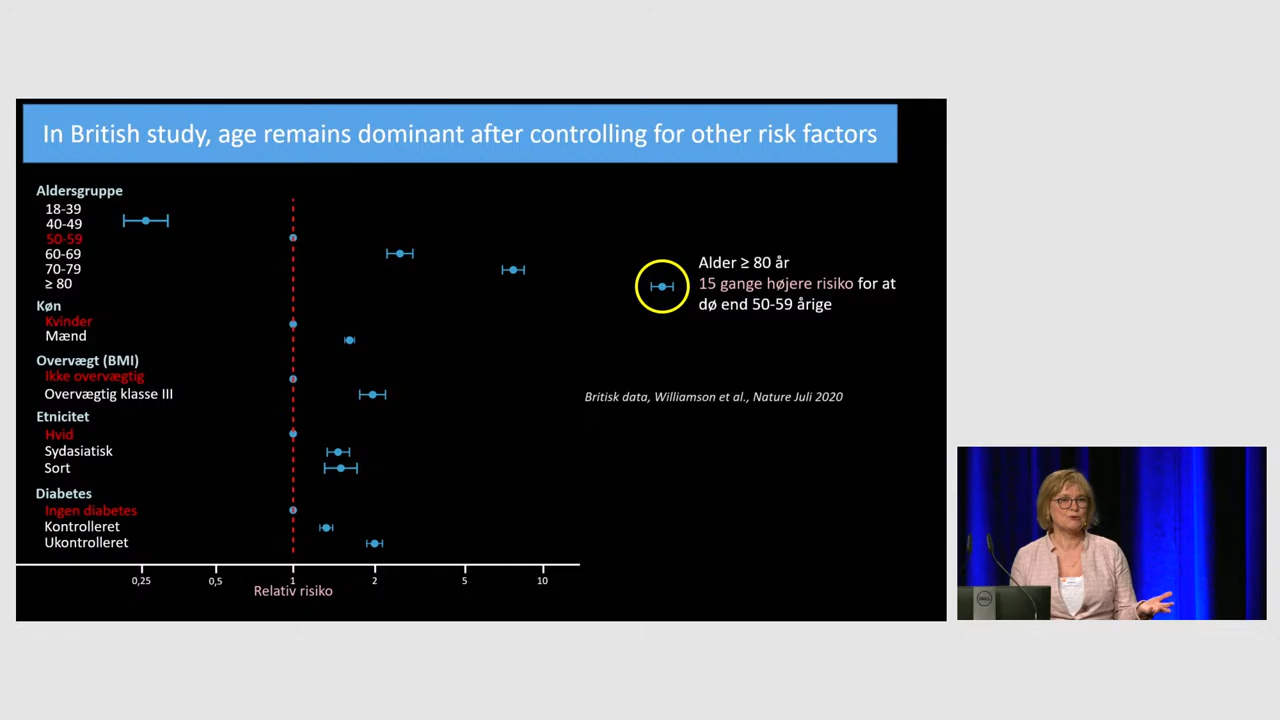 In British study, age remains dominant after controlling for other risk factors
Aldersgruppe
18-39
40-49
50-59
60-69
70-79
≥ 80
Alder ≥ 80 år
15 gange højere risiko for at
dø end 50-59 årige
Køn
Kvinder
Mænd
Overvægt (BMI)
Ikke overvægtig
Overvægtig klasse III
Britisk data, Williamson et al., Nature Juli 2020
Etnicitet
Hvid
Sydasiatisk
Sort
Diabetes
Ingen diabetes
Kontrolleret
Ukontrolleret
0,25 0,5 1 2 5 10
Relativ risiko
DELL